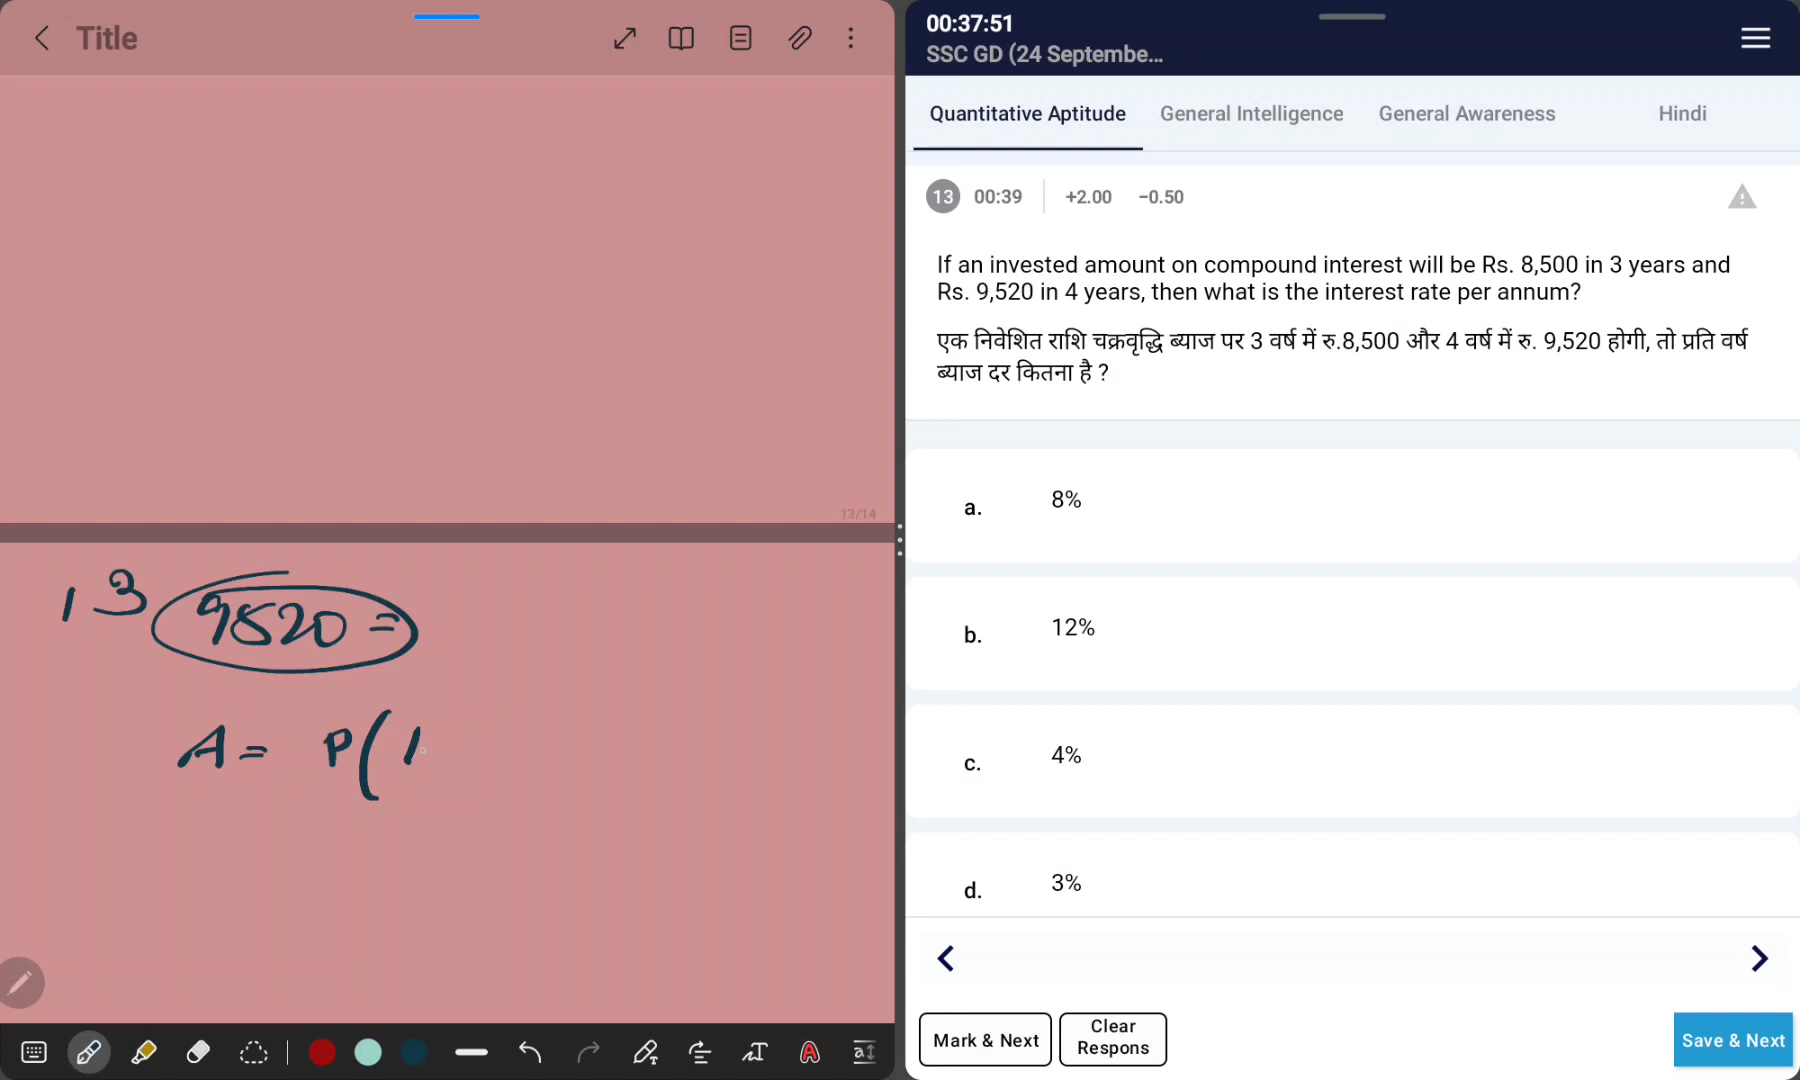 Title
13/14
13 9520 =
A = P(1
00:37:51
SSC GD (24 Septembe...
Quantitative Aptitude General Intelligence General Awareness Hindi
13 00:39 +2.00 −0.50
If an invested amount on compound interest will be Rs. 8,500 in 3 years and
Rs. 9,520 in 4 years, then what is the interest rate per annum?
एक निवेशित राशि चक्रवृद्धि ब्याज पर 3 वर्ष में रु.8,500 और 4 वर्ष में रु. 9,520 होगी, तो प्रति वर्ष
ब्याज दर कितना है ?
a. 8%
b. 12%
c. 4%
d. 3%
Mark & Next
Clear
Respons
Save & Next